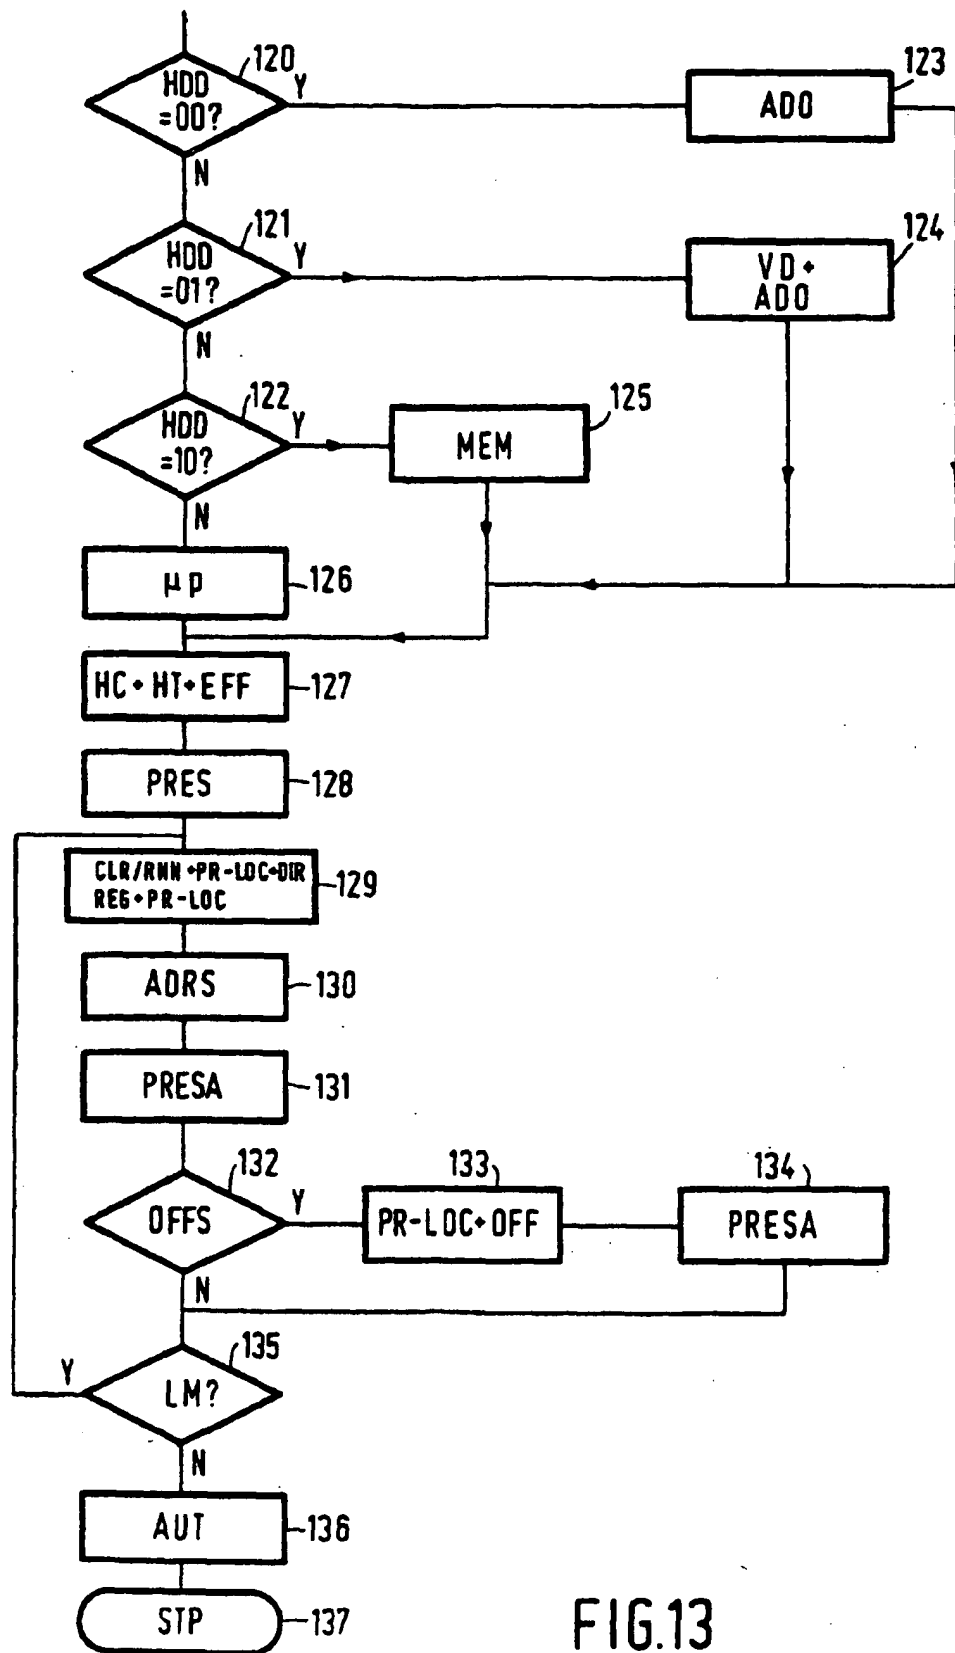 120
HDD
=00?
Y
N
123
ADO
121
HDD
=01?
Y
N
124
VD+
ADO
122
HDD
=10?
Y
N
125
MEM
μp
126
HC+HT+EFF
127
PRES
128
CLR/RNN+PR-LOC+DIR
REG+PR-LOC
129
ADRS
130
PRESA
131
132
OFFS
Y
N
133
PR-LOC+OFF
134
PRESA
135
Y
LM?
N
AUT
136
STP
137
FIG.13